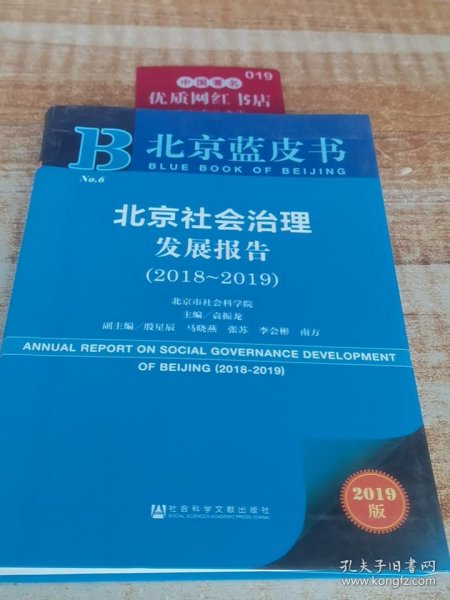 019
中国著名
优质网红书店
B
No.6
北京蓝皮书
BLUE BOOK OF BEIJING
北京社会治理
发展报告
(2018~2019)
北京市社会科学院
主编/袁振龙
副主编/殷星辰 马晓燕 张苏 李会彬 南方
ANNUAL REPORT ON SOCIAL GOVERNANCE DEVELOPMENT
OF BEIJING (2018-2019)
2019
版
社会科学文献出版社
SOCIAL SCIENCES ACADEMIC PRESS (CHINA)
孔夫子旧书网
www.kongfz.com